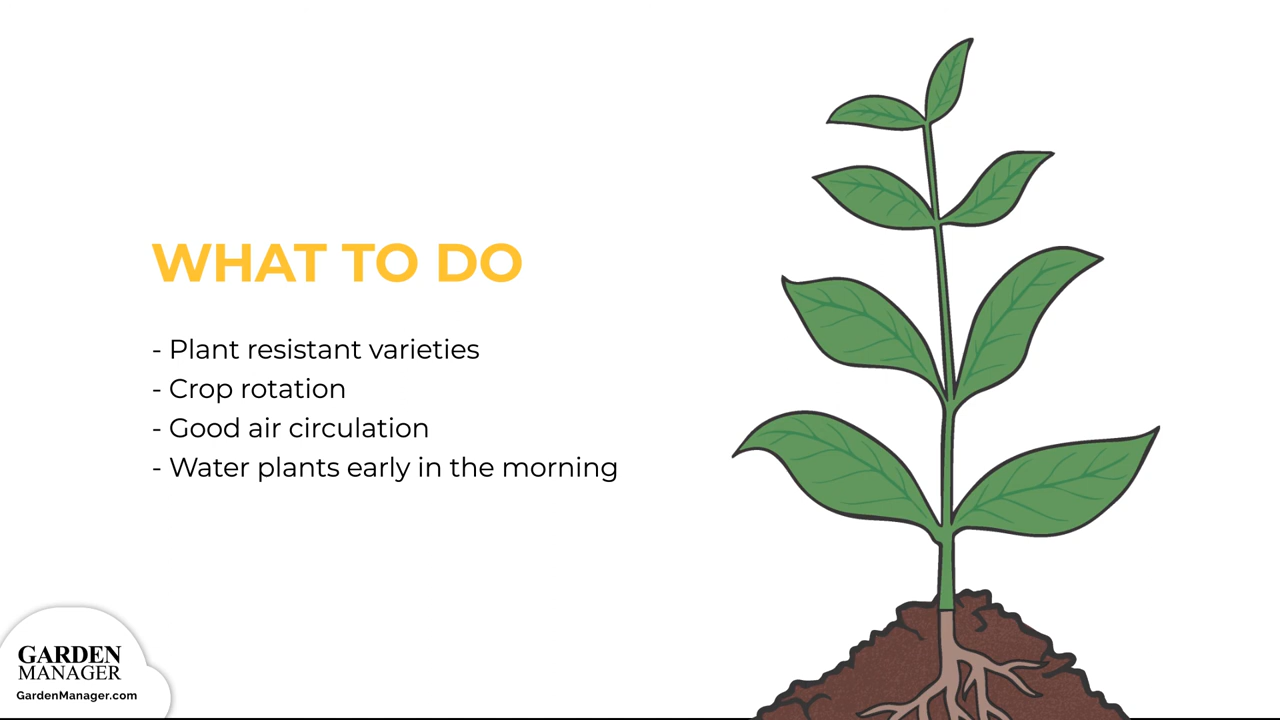 WHAT TO DO
- Plant resistant varieties
- Crop rotation
- Good air circulation
- Water plants early in the morning
GARDEN
MANAGER
GardenManager.com